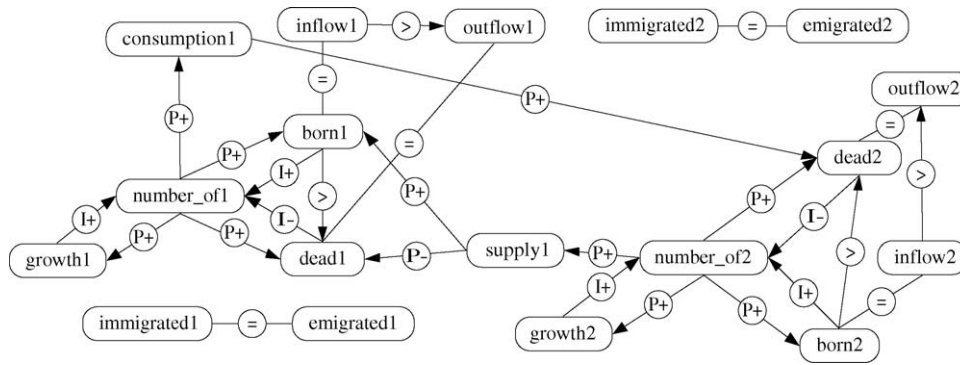 inflow1 > outflow1 immigrated2 = emigrated2
consumption1
= outflow2
P+
P+ born1 = =
P+ dead2
I+
number_of1 > P+ P+ >
I+ I-
P+ P+ P- supply1 P+ number_of2 I- inflow2
growth1 dead1 > 
I+ P+ I+ =
immigrated1 = emigrated1 P+
growth2 born2